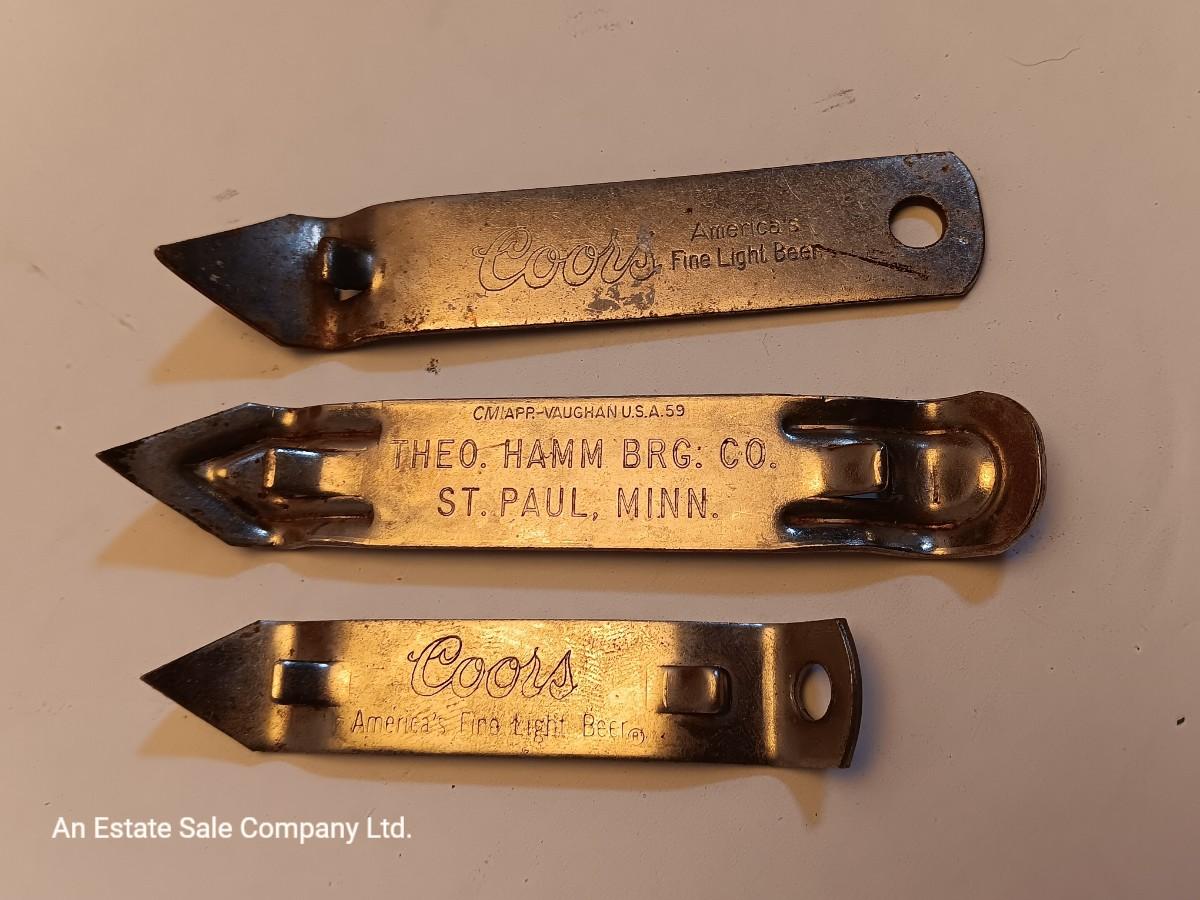 Coors
America's
Fine Light Beer
CMI APP.-VAUGHAN U.S.A. 59
THEO. HAMM BRG: CO.
ST. PAUL, MINN.
Coors
America's Fine Light Beer®
An Estate Sale Company Ltd.